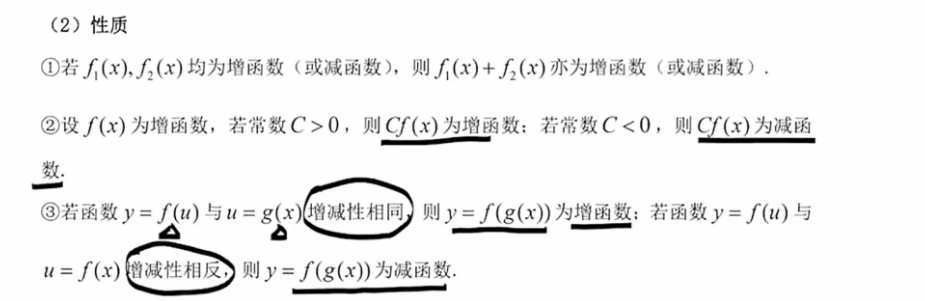 （2）性质
①若 f₁(x), f₂(x) 均为增函数（或减函数），则 f₁(x) + f₂(x) 亦为增函数（或减函数）.
②设 f(x) 为增函数，若常数 C > 0，则 Cf(x) 为增函数；若常数 C < 0，则 Cf(x) 为减函
数.
③若函数 y = f(u) 与 u = g(x) 增减性相同，则 y = f(g(x)) 为增函数；若函数 y = f(u) 与
u = f(x) 增减性相反，则 y = f(g(x)) 为减函数.